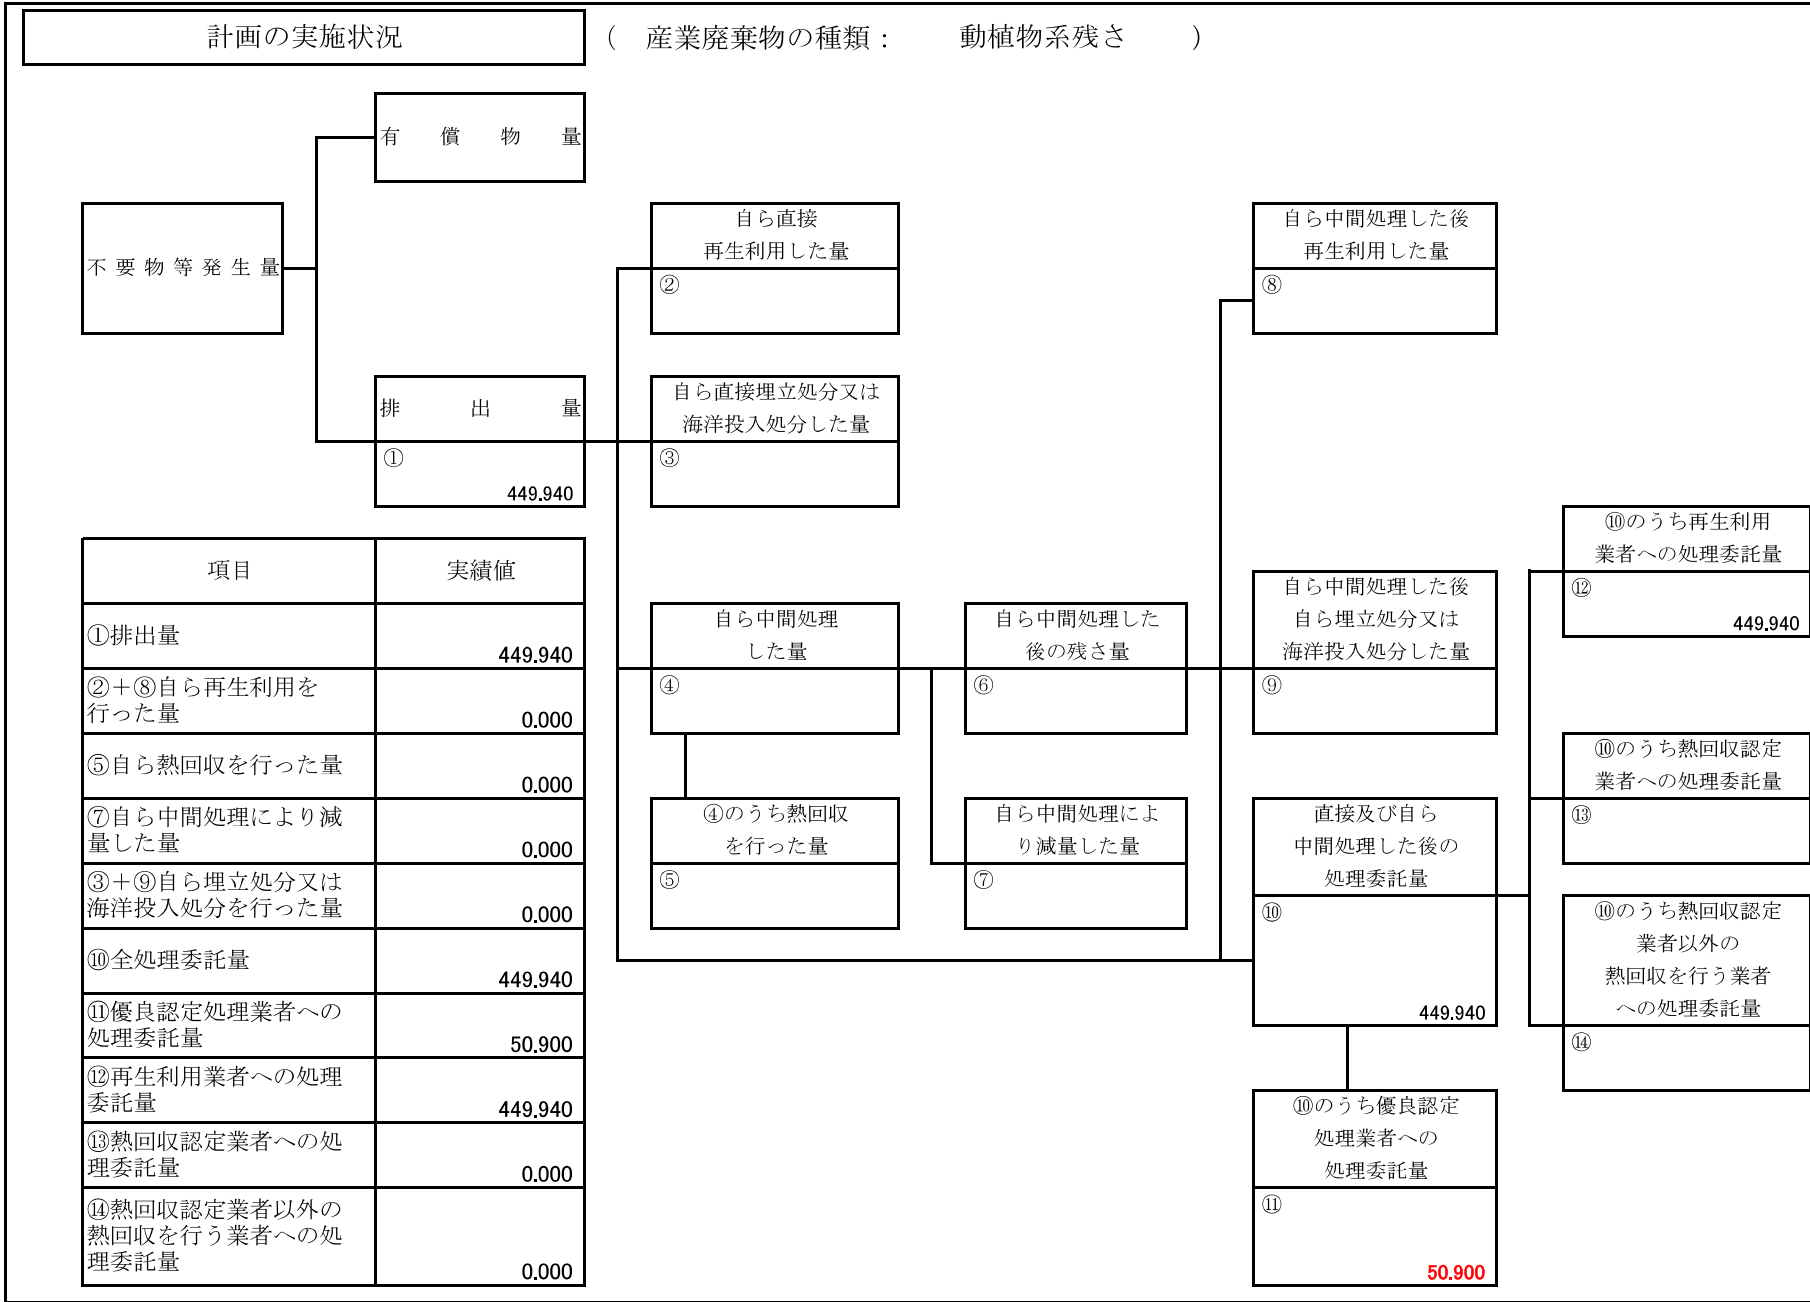 計画の実施状況
（　産業廃棄物の種類：　　動植物系残さ　　）
有償物量
不要物等発生量
自ら直接
再生利用した量
②
自ら中間処理した後
再生利用した量
⑧
排出量
①
449.940
自ら直接埋立処分又は
海洋投入処分した量
③
項目 実績値
①排出量 449.940
②＋⑧自ら再生利用を
行った量 0.000
⑤自ら熱回収を行った量 0.000
⑦自ら中間処理により減
量した量 0.000
③＋⑨自ら埋立処分又は
海洋投入処分を行った量 0.000
⑩全処理委託量 449.940
⑪優良認定処理業者への
処理委託量 50.900
⑫再生利用業者への処理
委託量 449.940
⑬熱回収認定業者への処
理委託量 0.000
⑭熱回収認定業者以外の
熱回収を行う業者への処
理委託量 0.000
自ら中間処理
した量
④
④のうち熱回収
を行った量
⑤
自ら中間処理した
後の残さ量
⑥
自ら中間処理によ
り減量した量
⑦
自ら中間処理した後
自ら埋立処分又は
海洋投入処分した量
⑨
直接及び自ら
中間処理した後の
処理委託量
⑩
449.940
⑩のうち優良認定
処理業者への
処理委託量
⑪
50.900
⑩のうち再生利用
業者への処理委託量
⑫
449.940
⑩のうち熱回収認定
業者への処理委託量
⑬
⑩のうち熱回収認定
業者以外の
熱回収を行う業者
への処理委託量
⑭